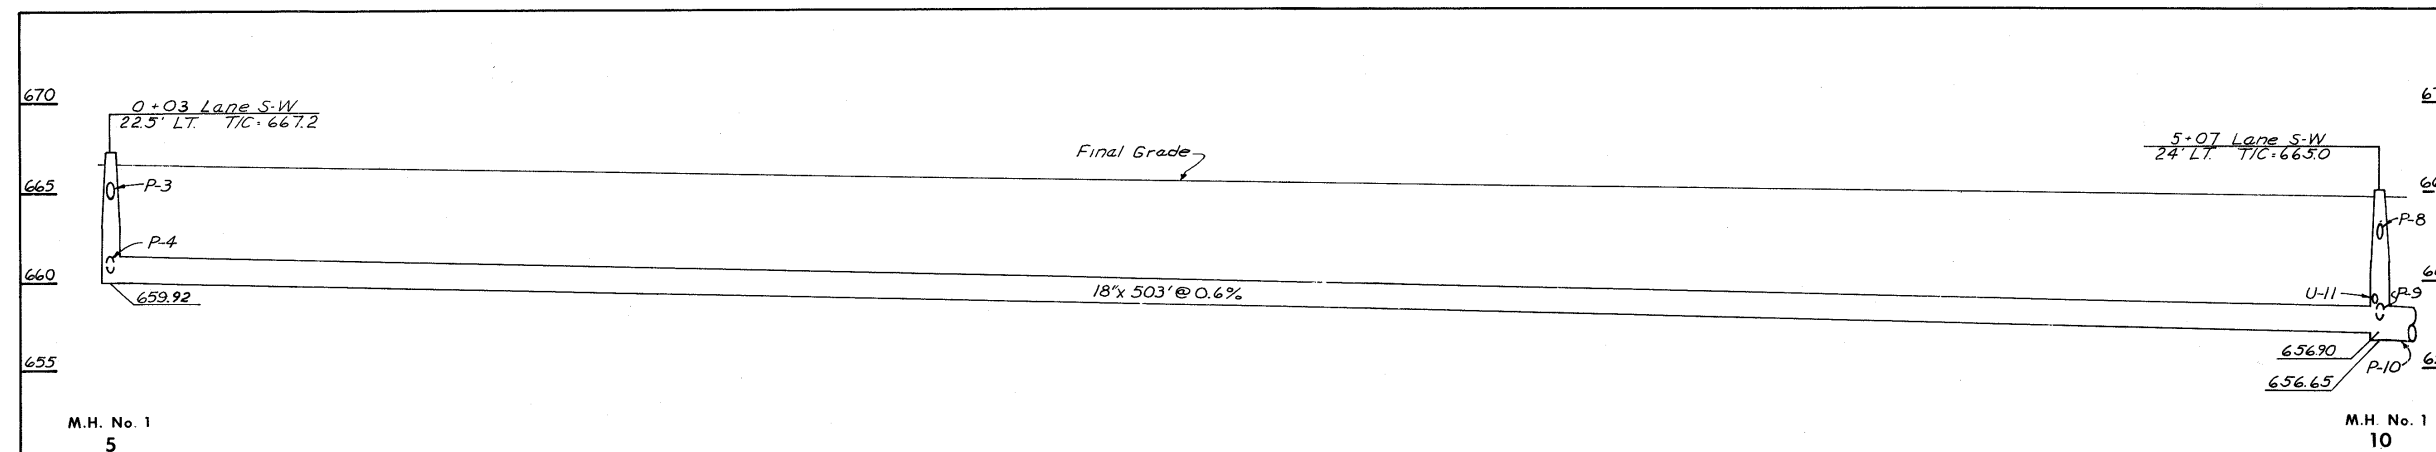 670
0+03 Lane S-W
22.5' LT. T/C=667.2
Final Grade
5+07 Lane S-W
24' LT. T/C=665.0
665
P-3
P-8
P-4
660
659.92
18"x 503'@0.6%
U-11
P-9
656.90
P-10
655
656.65
M.H. No. 1
5
M.H. No. 1
10